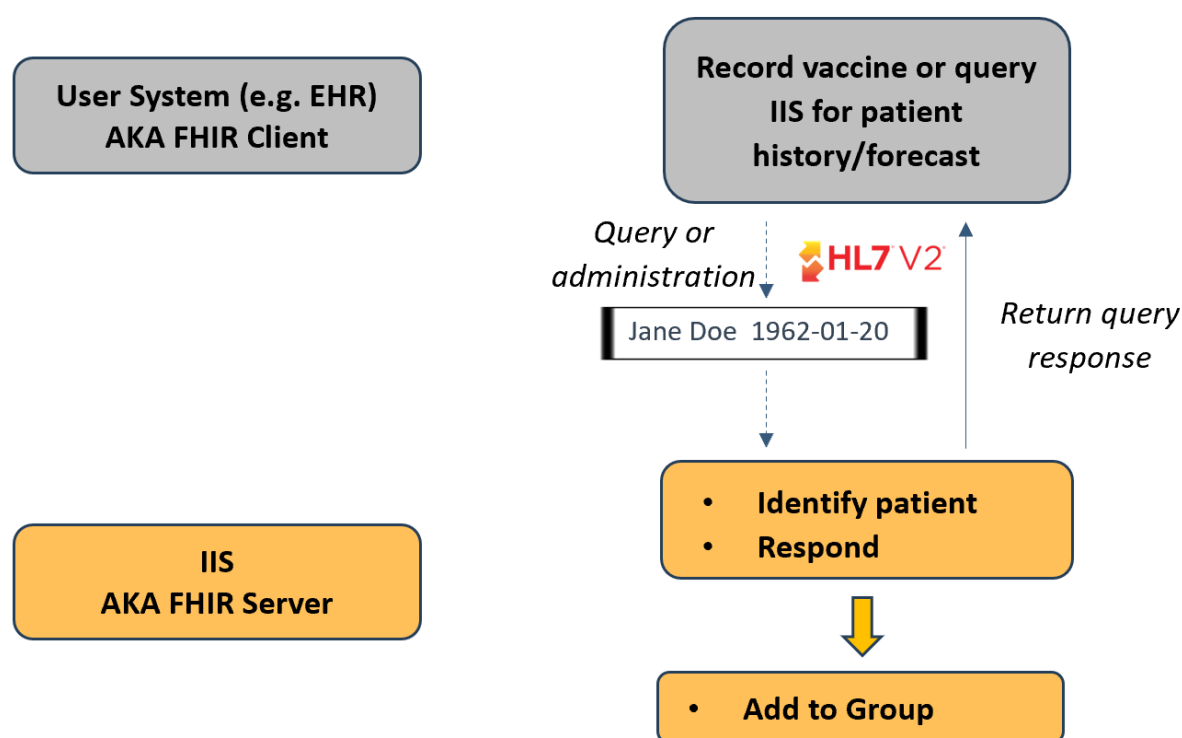 User System (e.g. EHR)
AKA FHIR Client
Record vaccine or query
IIS for patient
history/forecast
Query or
administration
HL7 V2
Jane Doe 1962-01-20
Return query
response
• Identify patient
• Respond
IIS
AKA FHIR Server
• Add to Group